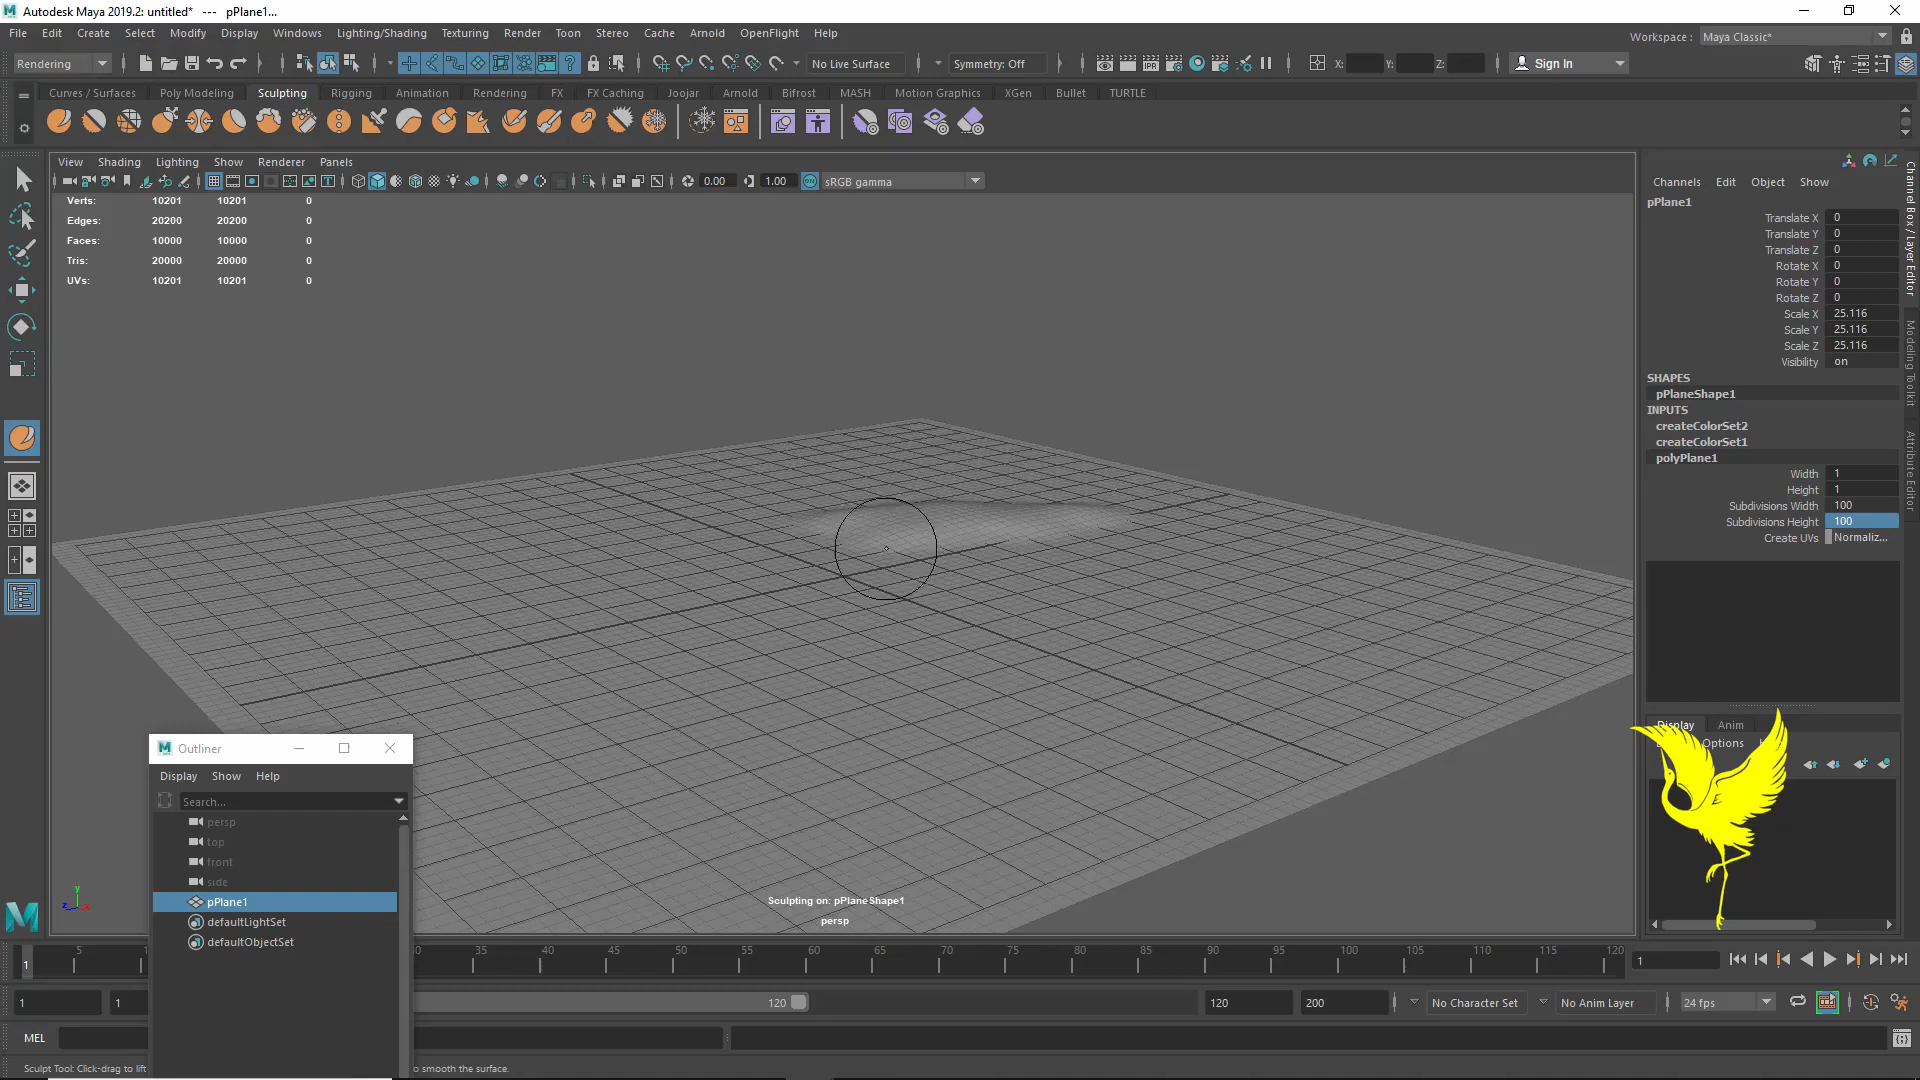 Autodesk Maya 2019.2: untitled* --- pPlane1...
File Edit Create Select Modify Display Windows Lighting/Shading Texturing Render Toon Stereo Cache Arnold OpenFlight Help
Workspace : Maya Classic*
Rendering No Live Surface Symmetry: Off X: Y: Z: Sign In
Curves / Surfaces Poly Modeling Sculpting Rigging Animation Rendering FX FX Caching Joojar Arnold Bifrost MASH Motion Graphics XGen Bullet TURTLE
View Shading Lighting Show Renderer Panels
0.00 1.00 sRGB gamma
Verts: 10201 10201 0
Edges: 20200 20200 0
Faces: 10000 10000 0
Tris: 20000 20000 0
UVs: 10201 10201 0
Channels Edit Object Show
pPlane1
Translate X 0
Translate Y 0
Translate Z 0
Rotate X 0
Rotate Y 0
Rotate Z 0
Scale X 25.116
Scale Y 25.116
Scale Z 25.116
Visibility on
SHAPES
pPlaneShape1
INPUTS
createColorSet2
createColorSet1
polyPlane1
Width 1
Height 1
Subdivisions Width 100
Subdivisions Height 100
Create UVs Normaliz...
Channel Box / Layer Editor
Modeling Toolkit
Attribute Editor
Display Anim
Options
Outliner
Display Show Help
Search...
persp
top
front
side
pPlane1
defaultLightSet
defaultObjectSet
Sculpting on: pPlaneShape1
persp
1 5 35 40 45 50 55 60 65 70 75 80 85 90 95 100 105 110 115 120 1
1 1 120 120 200 No Character Set No Anim Layer 24 fps
MEL
Sculpt Tool: Click-drag to lift o smooth the surface.